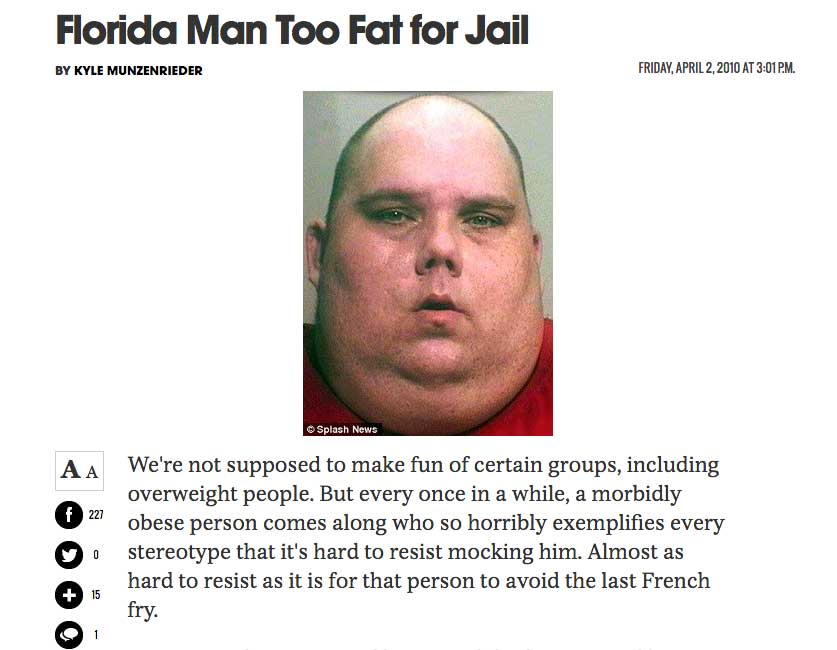 Florida Man Too Fat for Jail
BY KYLE MUNZENRIEDER
FRIDAY, APRIL 2, 2010 AT 3:01 P.M.
© Splash News
A A
We're not supposed to make fun of certain groups, including
overweight people. But every once in a while, a morbidly
obese person comes along who so horribly exemplifies every
stereotype that it's hard to resist mocking him. Almost as
hard to resist as it is for that person to avoid the last French
fry.
f 227
0
+ 15
1